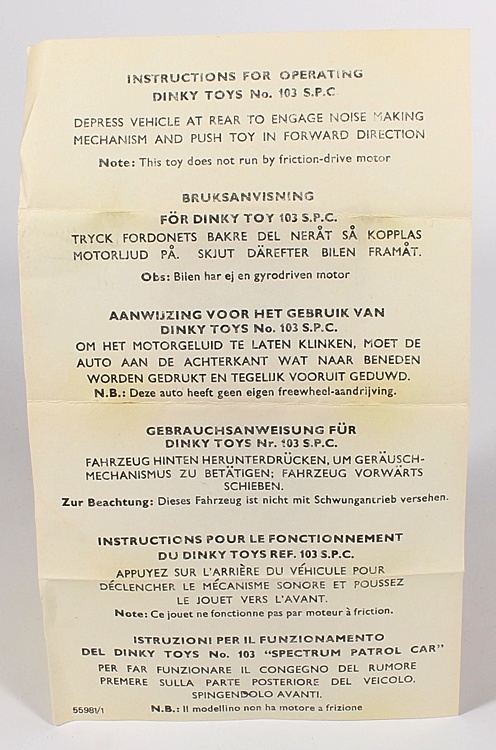 INSTRUCTIONS FOR OPERATING
DINKY TOYS No. 103 S.P.C.
DEPRESS VEHICLE AT REAR TO ENGAGE NOISE MAKING
MECHANISM AND PUSH TOY IN FORWARD DIRECTION
Note: This toy does not run by friction-drive motor
BRUKSANVISNING
FÖR DINKY TOY 103 S.P.C.
TRYCK FORDONETS BAKRE DEL NERÅT SÅ KOPPLAS
MOTORLJUD PÅ. SKJUT DÄREFTER BILEN FRAMÅT.
Obs: Bilen har ej en gyrodriven motor
AANWIJZING VOOR HET GEBRUIK VAN
DINKY TOYS No. 103 S.P.C.
OM HET MOTORGELUID TE LATEN KLINKEN, MOET DE
AUTO AAN DE ACHTERKANT WAT NAAR BENEDEN
WORDEN GEDRUKT EN TEGELIJK VOORUIT GEDUWD.
N.B.: Deze auto heeft geen eigen freewheel-aandrijving.
GEBRAUCHSANWEISUNG FÜR
DINKY TOYS Nr. 103 S.P.C.
FAHRZEUG HINTEN HERUNTERDRÜCKEN, UM GERÄUSCH-
MECHANISMUS ZU BETÄTIGEN; FAHRZEUG VORWÄRTS
SCHIEBEN.
Zur Beachtung: Dieses Fahrzeug ist nicht mit Schwungantrieb versehen.
INSTRUCTIONS POUR LE FONCTIONNEMENT
DU DINKY TOYS REF. 103 S.P.C.
APPUYEZ SUR L'ARRIÈRE DU VÉHICULE POUR
DÉCLENCHER LE MÉCANISME SONORE ET POUSSEZ
LE JOUET VERS L'AVANT.
Note: Ce jouet ne fonctionne pas par moteur à friction.
ISTRUZIONI PER IL FUNZIONAMENTO
DEL DINKY TOYS No. 103 "SPECTRUM PATROL CAR"
PER FAR FUNZIONARE IL CONGEGNO DEL RUMORE
PREMERE SULLA PARTE POSTERIORE DEL VEICOLO.
SPINGENDOLO AVANTI.
55981/1 N.B.: Il modellino non ha motore a frizione